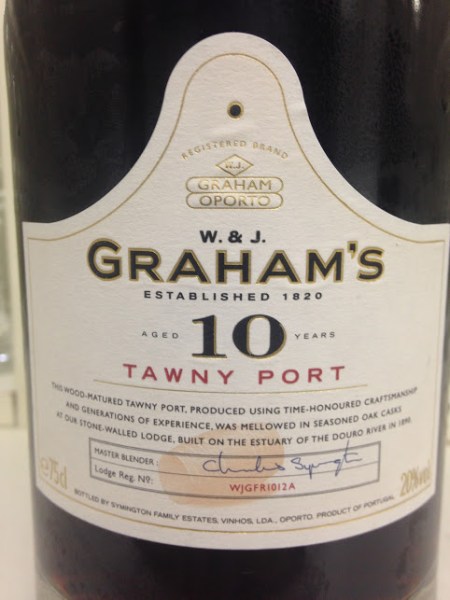 REGISTERED BRAND
W.J.
GRAHAM
OPORTO
W. & J.
GRAHAM'S
ESTABLISHED 1820
AGED 10 YEARS
TAWNY PORT
THIS WOOD-MATURED TAWNY PORT, PRODUCED USING TIME-HONOURED CRAFTSMANSHIP
AND GENERATIONS OF EXPERIENCE, WAS MELLOWED IN SEASONED OAK CASKS
AT OUR STONE-WALLED LODGE, BUILT ON THE ESTUARY OF THE DOURO RIVER IN 1890.
MASTER BLENDER: Charles Symington
Lodge Reg. Nº: WJGFR1012A
75cl
20%vol.
BOTTLED BY SYMINGTON FAMILY ESTATES, VINHOS, LDA., OPORTO. PRODUCT OF PORTUGAL